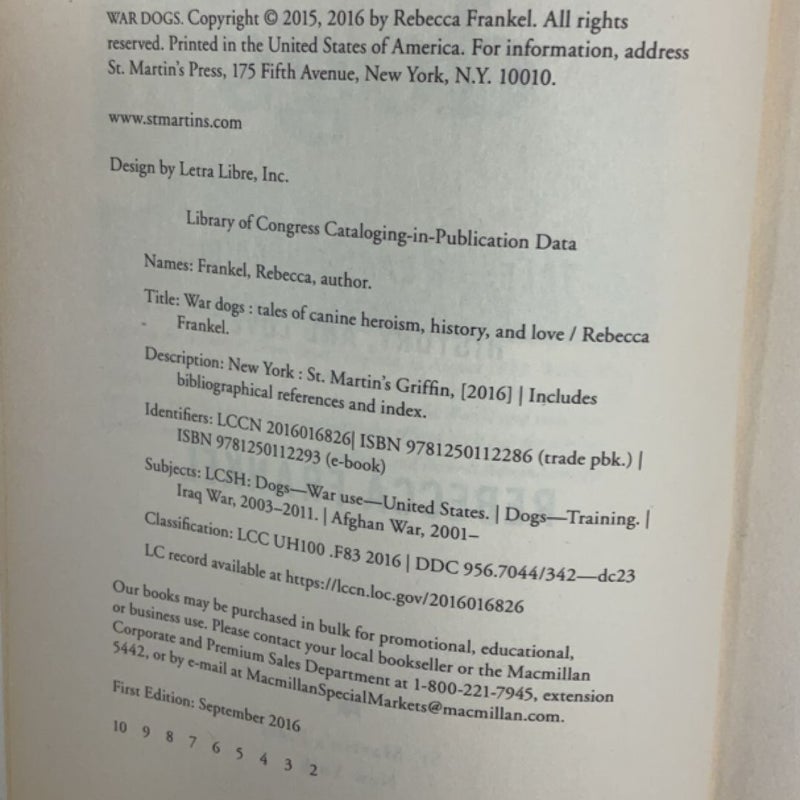 WAR DOGS. Copyright © 2015, 2016 by Rebecca Frankel. All rights
reserved. Printed in the United States of America. For information, address
St. Martin's Press, 175 Fifth Avenue, New York, N.Y. 10010.
www.stmartins.com
Design by Letra Libre, Inc.
Library of Congress Cataloging-in-Publication Data
Names: Frankel, Rebecca, author.
Title: War dogs : tales of canine heroism, history, and love / Rebecca
Frankel.
Description: New York : St. Martin's Griffin, [2016] | Includes
bibliographical references and index.
Identifiers: LCCN 2016016826| ISBN 9781250112286 (trade pbk.) |
ISBN 9781250112293 (e-book)
Subjects: LCSH: Dogs—War use—United States. | Dogs—Training. |
Iraq War, 2003–2011. | Afghan War, 2001–
Classification: LCC UH100 .F83 2016 | DDC 956.7044/342—dc23
LC record available at https://lccn.loc.gov/2016016826
Our books may be purchased in bulk for promotional, educational,
or business use. Please contact your local bookseller or the Macmillan
Corporate and Premium Sales Department at 1-800-221-7945, extension
5442, or by e-mail at MacmillanSpecialMarkets@macmillan.com.
First Edition: September 2016
10 9 8 7 6 5 4 3 2